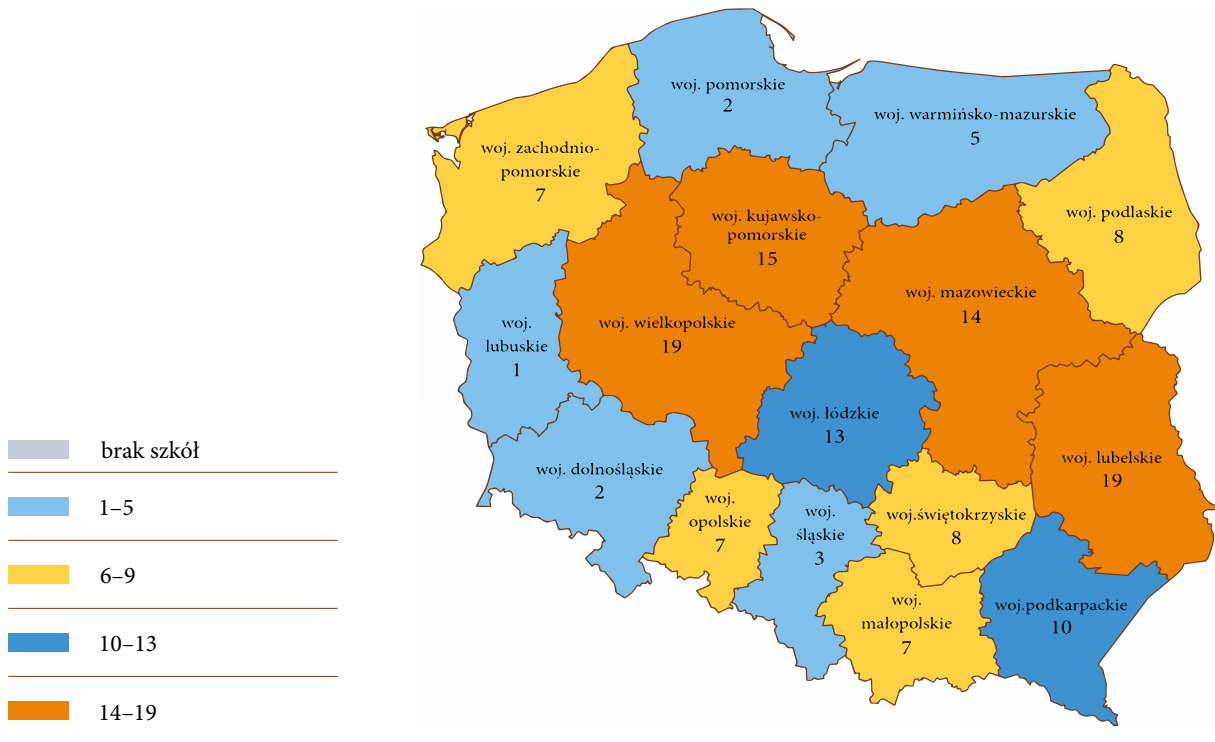 woj. pomorskie
2
woj. warmińsko-mazurskie
5
woj. zachodnio-
pomorskie
7
woj. podlaskie
8
woj. kujawsko-
pomorskie
15
woj. mazowieckie
14
woj.
lubuskie
1
woj. wielkopolskie
19
woj. łódzkie
13
woj. lubelskie
19
woj. dolnośląskie
2
woj.
opolskie
7
woj.
śląskie
3
woj.świętokrzyskie
8
woj.
małopolskie
7
woj.podkarpackie
10
brak szkół
1–5
6–9
10–13
14–19